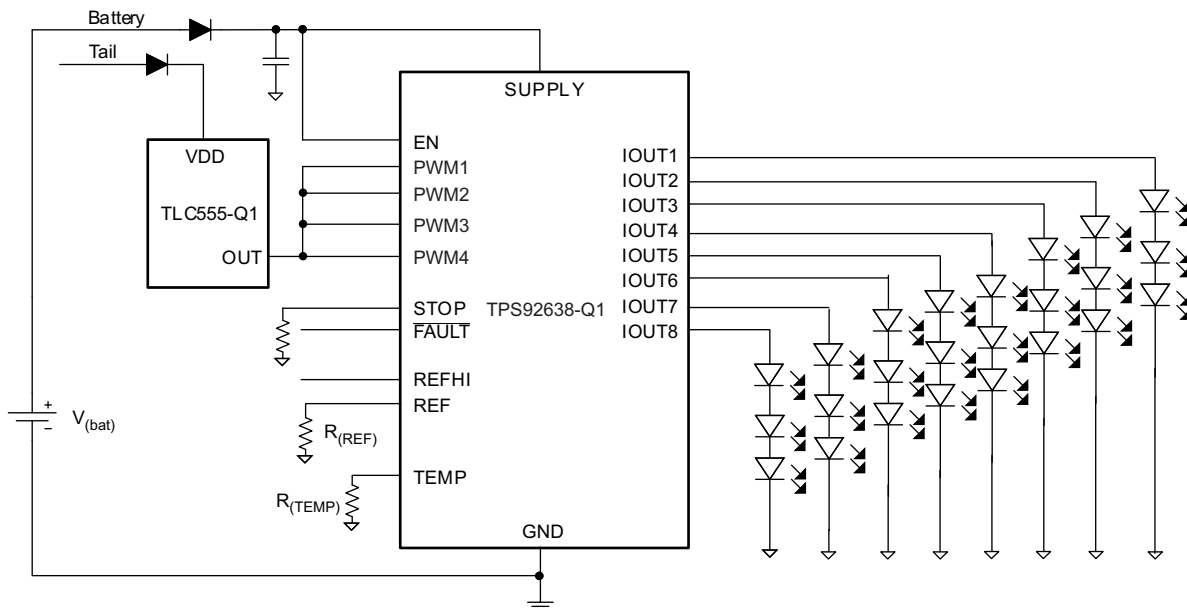 Battery
Tail
SUPPLY
EN
VDD
PWM1
PWM2
TLC555-Q1
PWM3
OUT
PWM4
IOUT1
IOUT2
IOUT3
IOUT4
IOUT5
IOUT6
IOUT7
IOUT8
STOP
TPS92638-Q1
FAULT
REFHI
REF
R(REF)
+
V(bat)
−
TEMP
R(TEMP)
GND